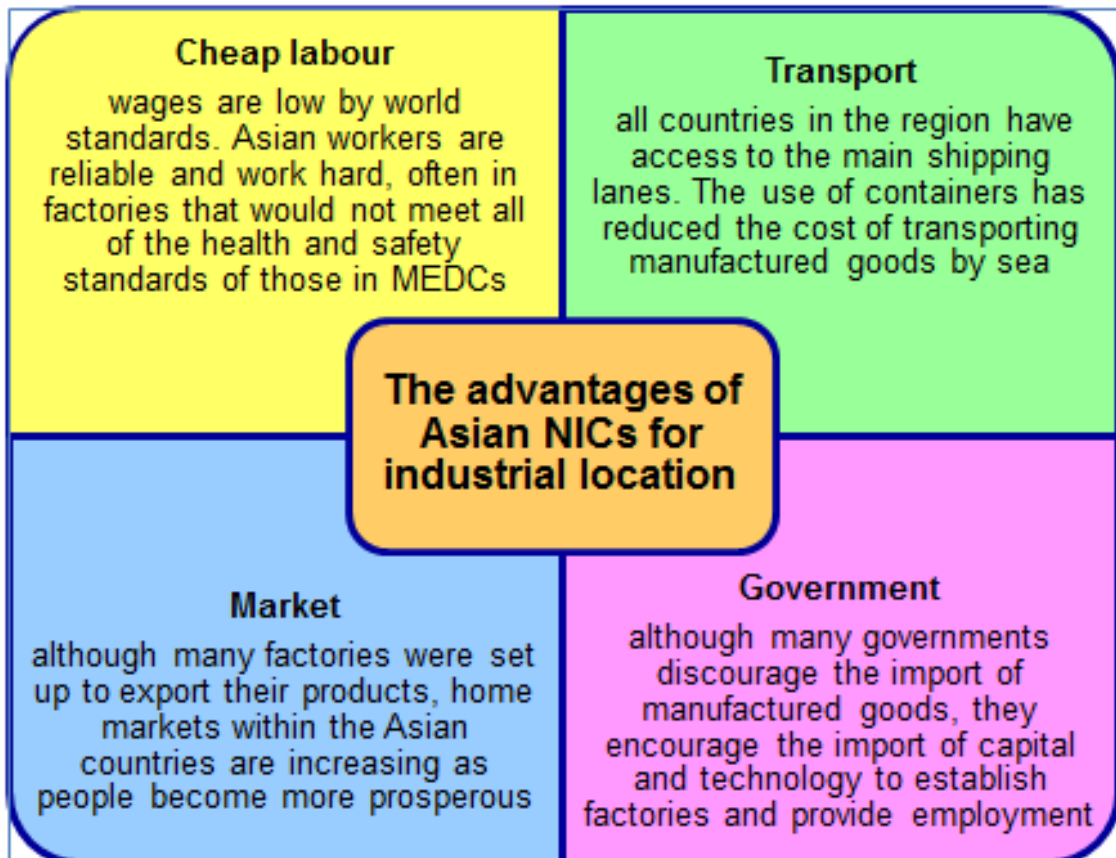 Cheap labour
wages are low by world
standards. Asian workers are
reliable and work hard, often in
factories that would not meet all
of the health and safety
standards of those in MEDCs
Transport
all countries in the region have
access to the main shipping
lanes. The use of containers has
reduced the cost of transporting
manufactured goods by sea
The advantages of
Asian NICs for
industrial location
Market
although many factories were set
up to export their products, home
markets within the Asian
countries are increasing as
people become more prosperous
Government
although many governments
discourage the import of
manufactured goods, they
encourage the import of capital
and technology to establish
factories and provide employment